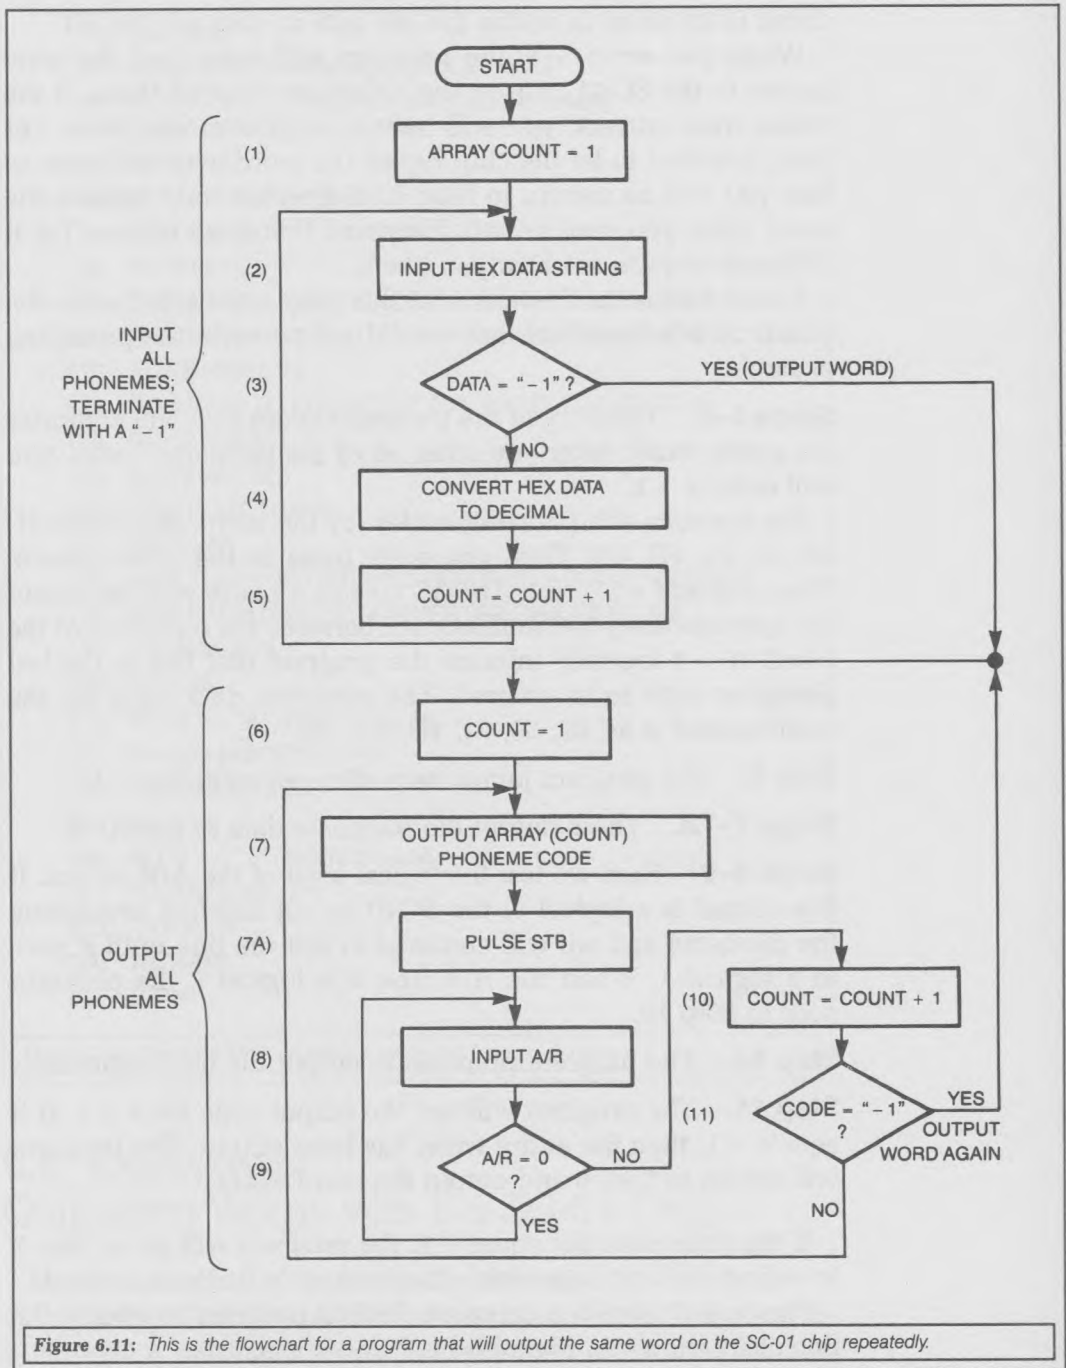 START
(1)
ARRAY COUNT = 1
(2)
INPUT HEX DATA STRING
INPUT
ALL
PHONEMES;
TERMINATE
WITH A “– 1”
(3)
DATA = “– 1” ?
YES (OUTPUT WORD)
NO
(4)
CONVERT HEX DATA
TO DECIMAL
(5)
COUNT = COUNT + 1
(6)
COUNT = 1
(7)
OUTPUT ARRAY (COUNT)
PHONEME CODE
OUTPUT
ALL
PHONEMES
(7A)
PULSE STB
(8)
INPUT A/R
(9)
A/R = 0
?
NO
YES
(10)
COUNT = COUNT + 1
(11)
CODE = “– 1”
?
YES
OUTPUT
WORD AGAIN
NO
Figure 6.11: This is the flowchart for a program that will output the same word on the SC-01 chip repeatedly.